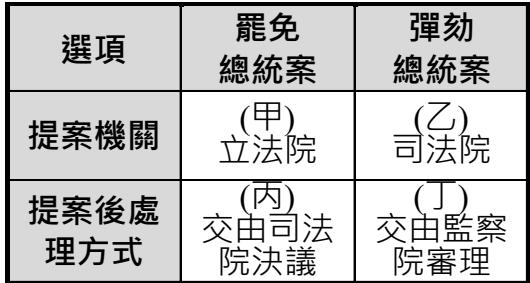 選項
罷免
總統案
彈劾
總統案
提案機關
(甲)
立法院
(乙)
司法院
提案後處
理方式
(丙)
交由司法
院決議
(丁)
交由監察
院審理